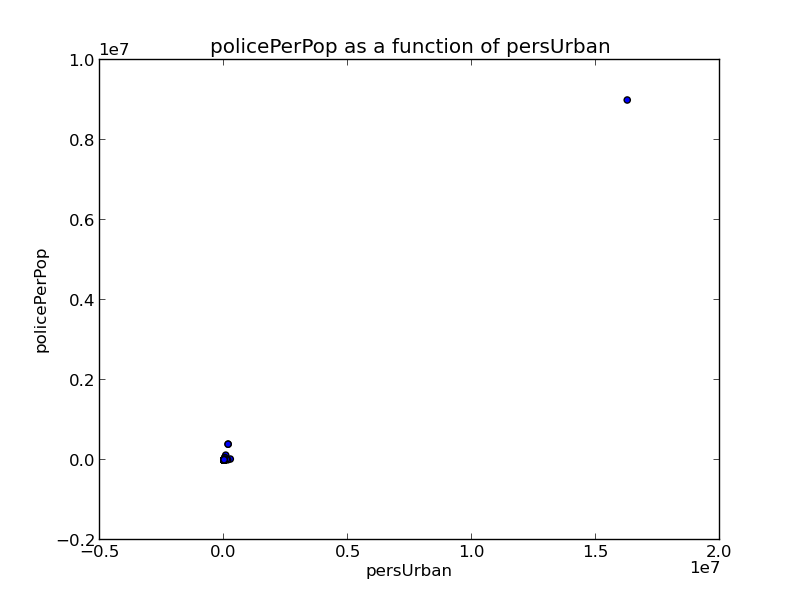 policePerPop as a function of persUrban
1e7
1.0
0.8
0.6
0.4
0.2
0.0
−0.2
policePerPop
−0.5 0.0 0.5 1.0 1.5 2.0
1e7
persUrban